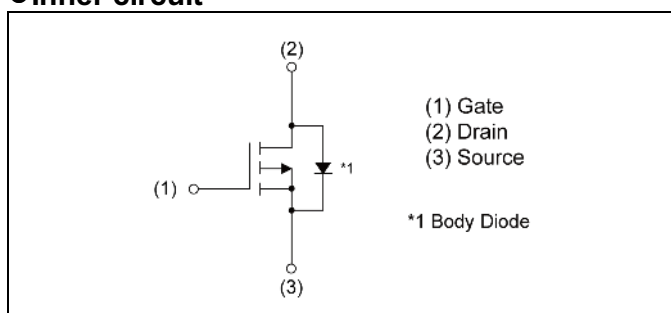 Inner circuit
(2)
(1) Gate
(2) Drain
(3) Source
*1
(1)
*1 Body Diode
(3)